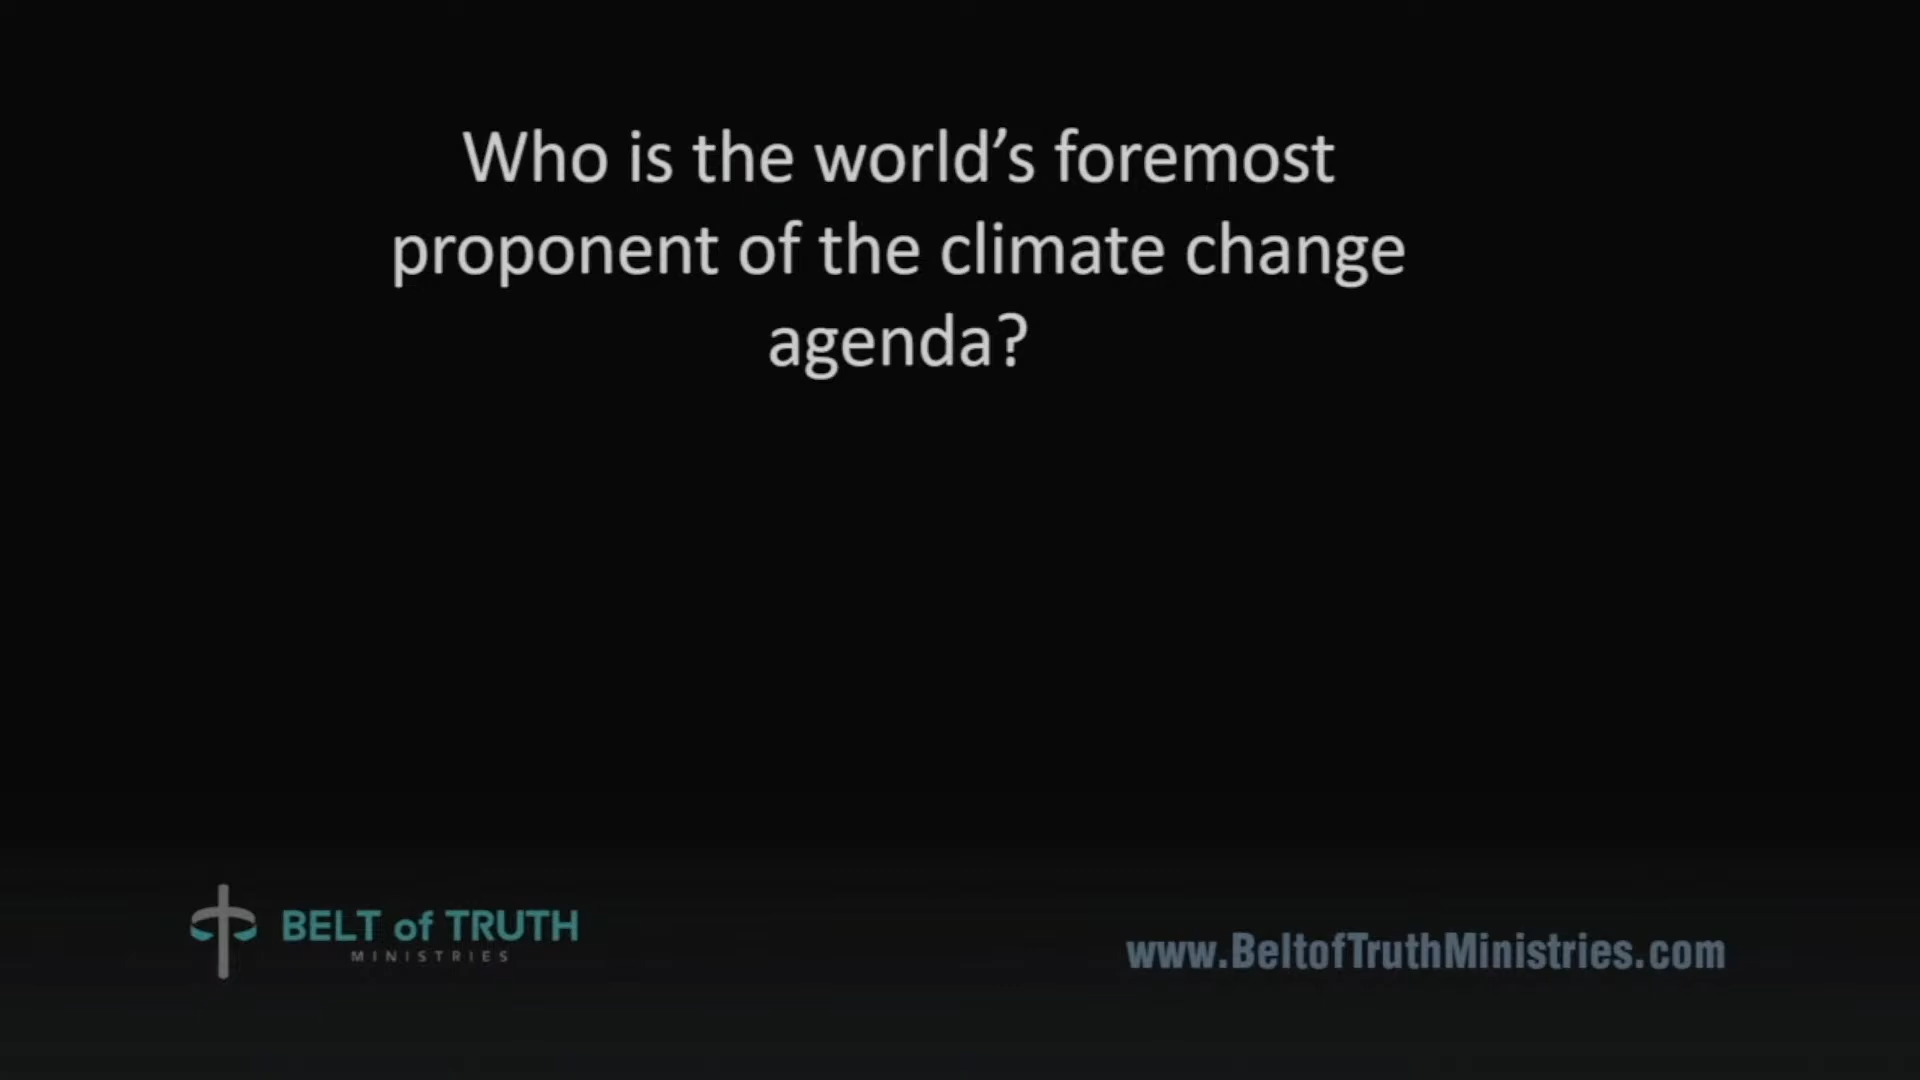 Who is the world’s foremost
proponent of the climate change
agenda?
BELT of TRUTH
MINISTRIES
www.BeltofTruthMinistries.com